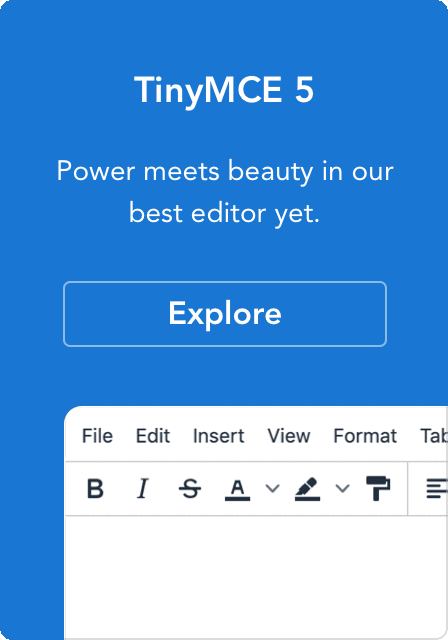 TinyMCE 5
Power meets beauty in our
best editor yet.
Explore
File Edit Insert View Format Tab
B I S A